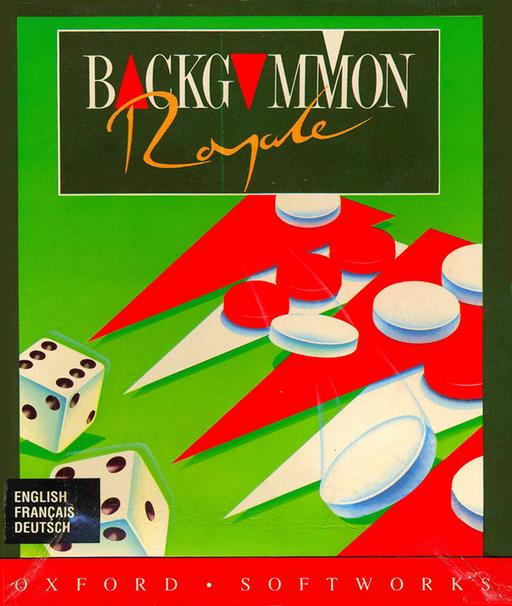 BACKGAMMON
Royale
ENGLISH
FRANÇAIS
DEUTSCH
OXFORD • SOFTWORKS